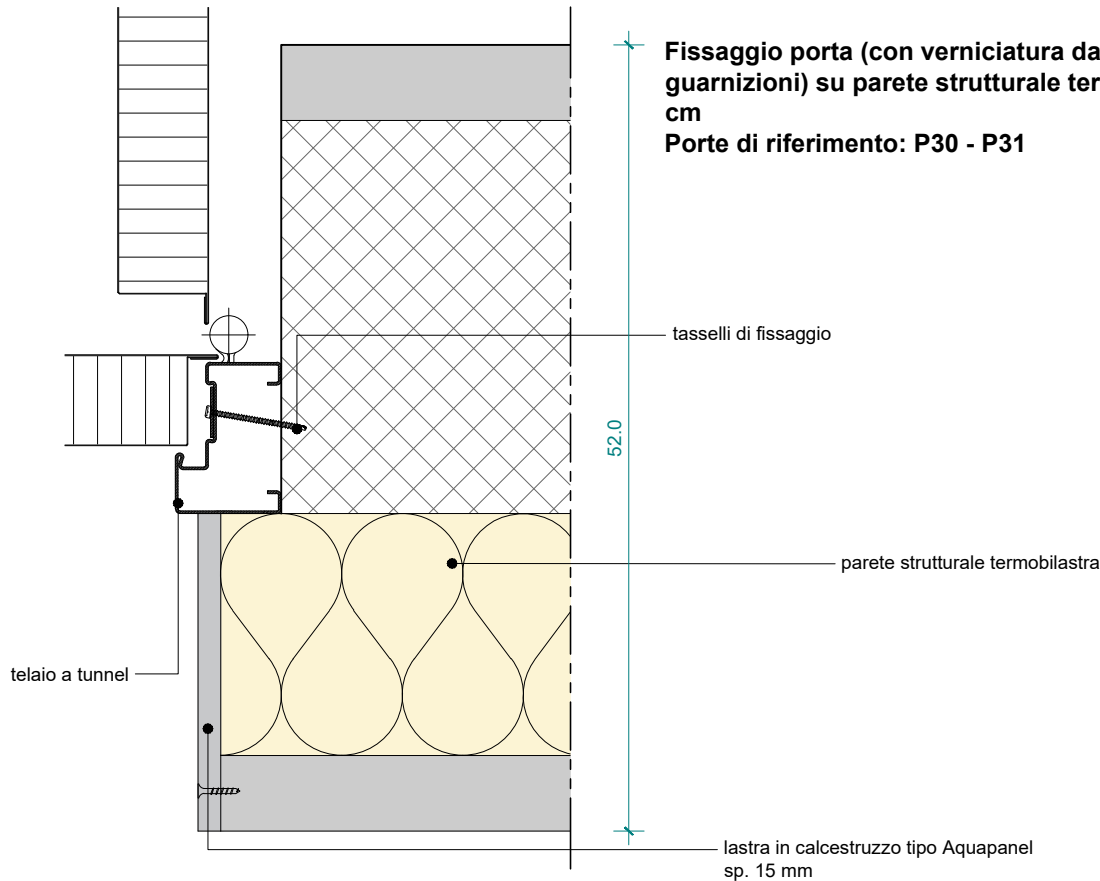 Fissaggio porta (con verniciatura da
guarnizioni) su parete strutturale ter
cm
Porte di riferimento: P30 - P31
tasselli di fissaggio
52.0
parete strutturale termobilastra
telaio a tunnel
lastra in calcestruzzo tipo Aquapanel
sp. 15 mm